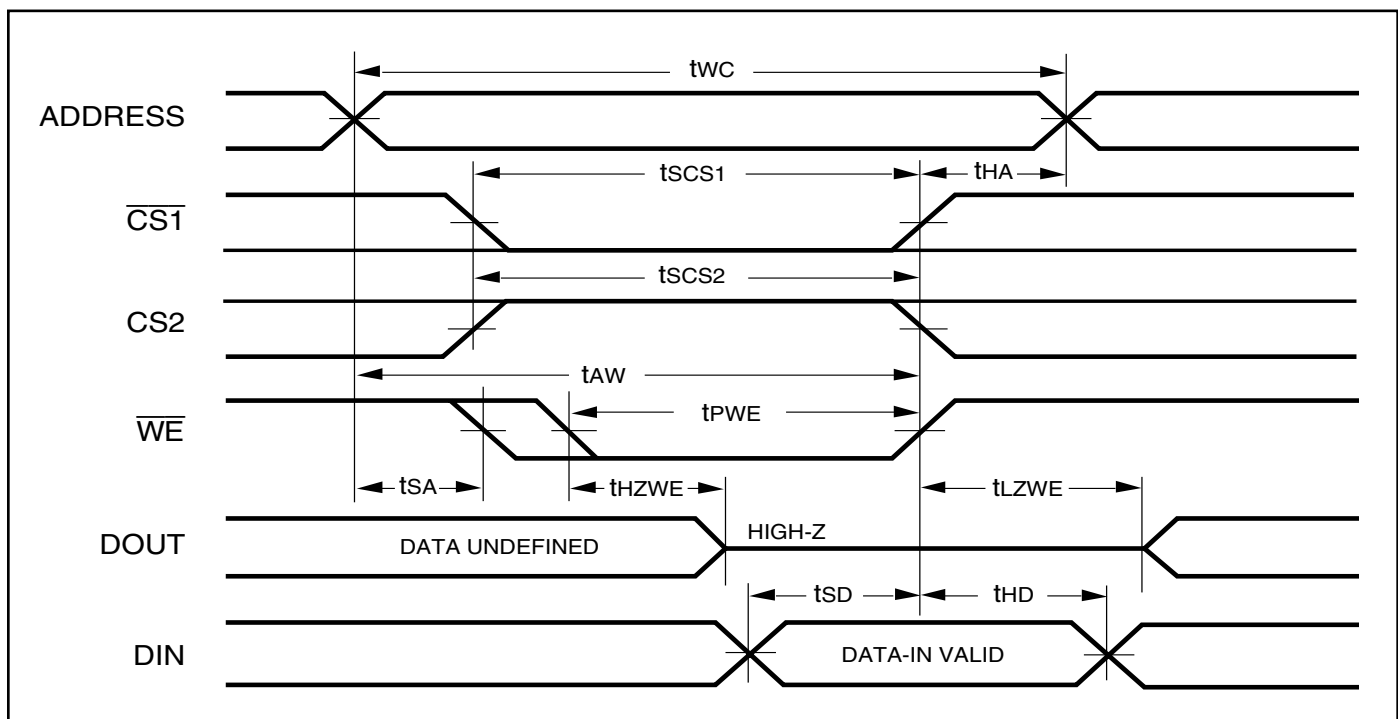 tWC
ADDRESS
tSCS1
tHA
CS1
tSCS2
CS2
tAW
WE
tPWE
tSA
tHZWE
tLZWE
DOUT
DATA UNDEFINED
HIGH-Z
tSD
tHD
DIN
DATA-IN VALID